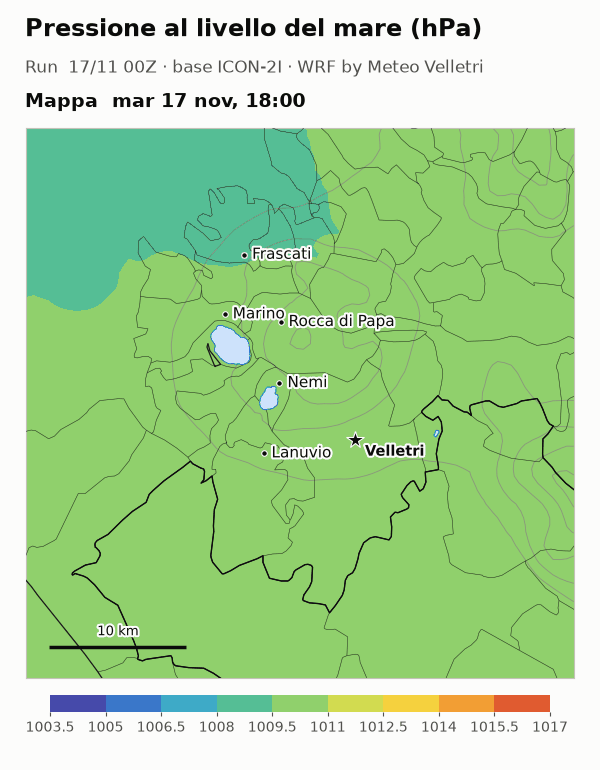 Pressione al livello del mare (hPa)
Run  17/11 00Z · base ICON-2I · WRF by Meteo Velletri
Mappa  mar 17 nov, 18:00
Frascati
Marino
Rocca di Papa
Nemi
Velletri
Lanuvio
10 km
1003.5 1005 1006.5 1008 1009.5 1011 1012.5 1014 1015.5 1017